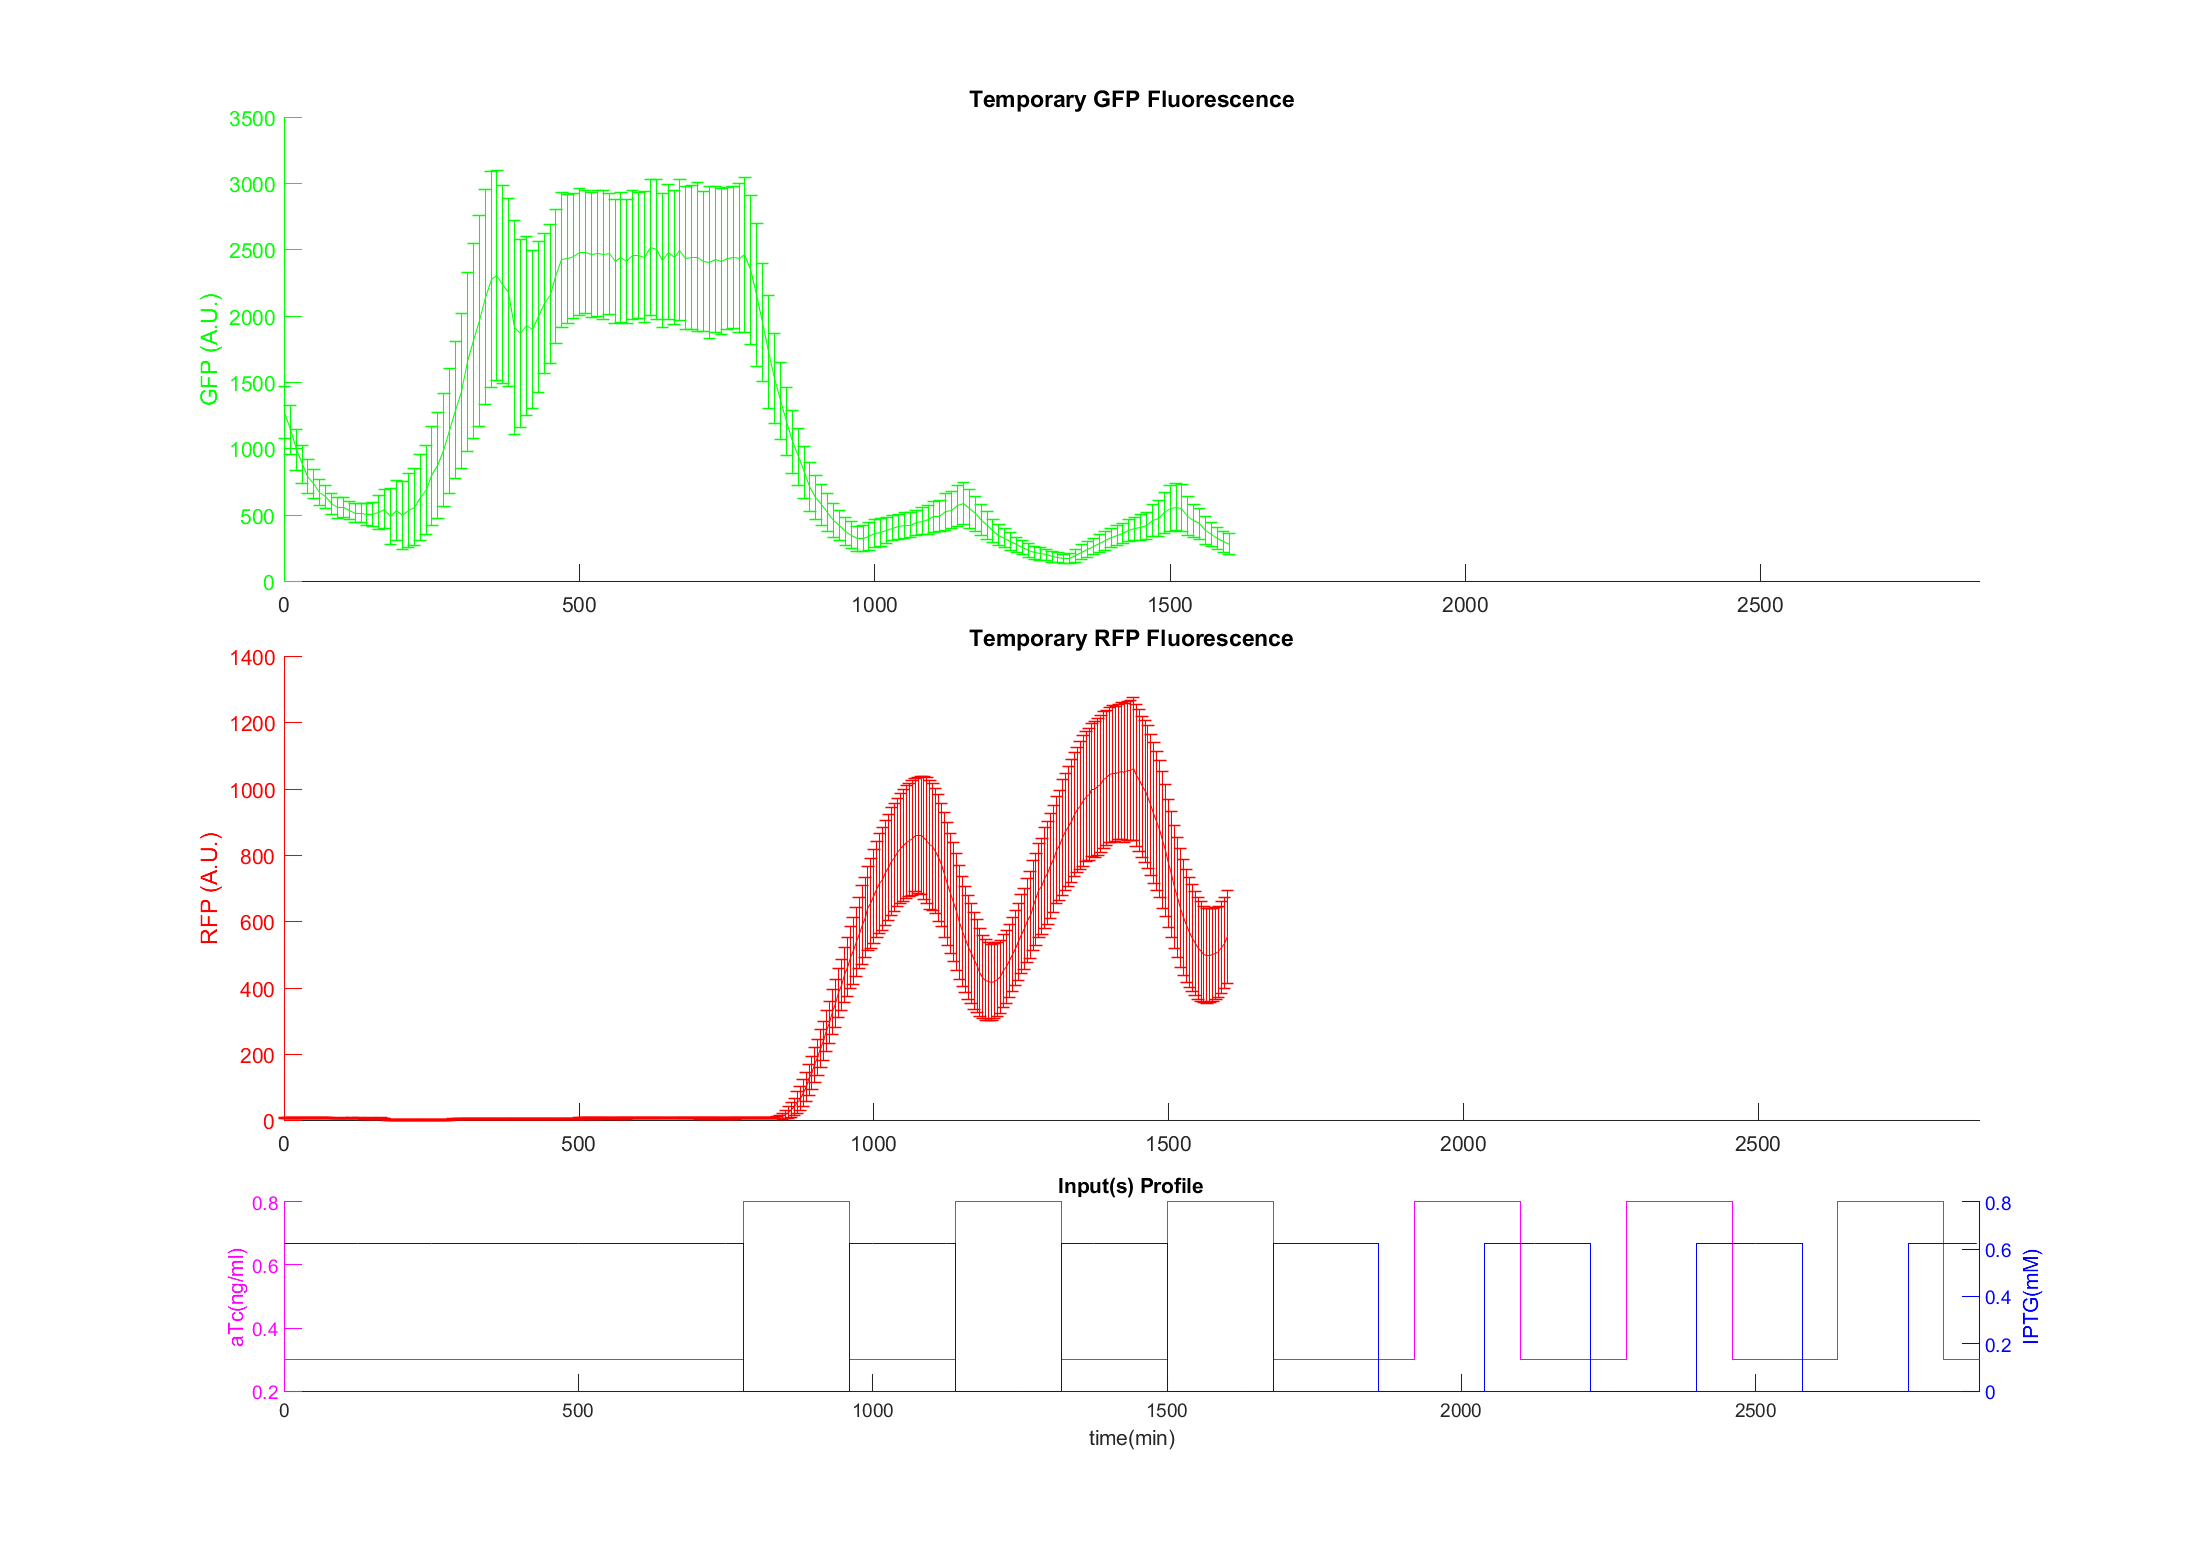 Temporary GFP Fluorescence
3500
3000
2500
2000
1500
1000
500
0
GFP (A.U.)
0 500 1000 1500 2000 2500
Temporary RFP Fluorescence
1400
1200
1000
800
600
400
200
0
RFP (A.U.)
0 500 1000 1500 2000 2500
Input(s) Profile
0.8
0.6
0.4
0.2
aTc(ng/ml)
0.8
0.6
0.4
0.2
0
IPTG(mM)
0 500 1000 1500 2000 2500
time(min)